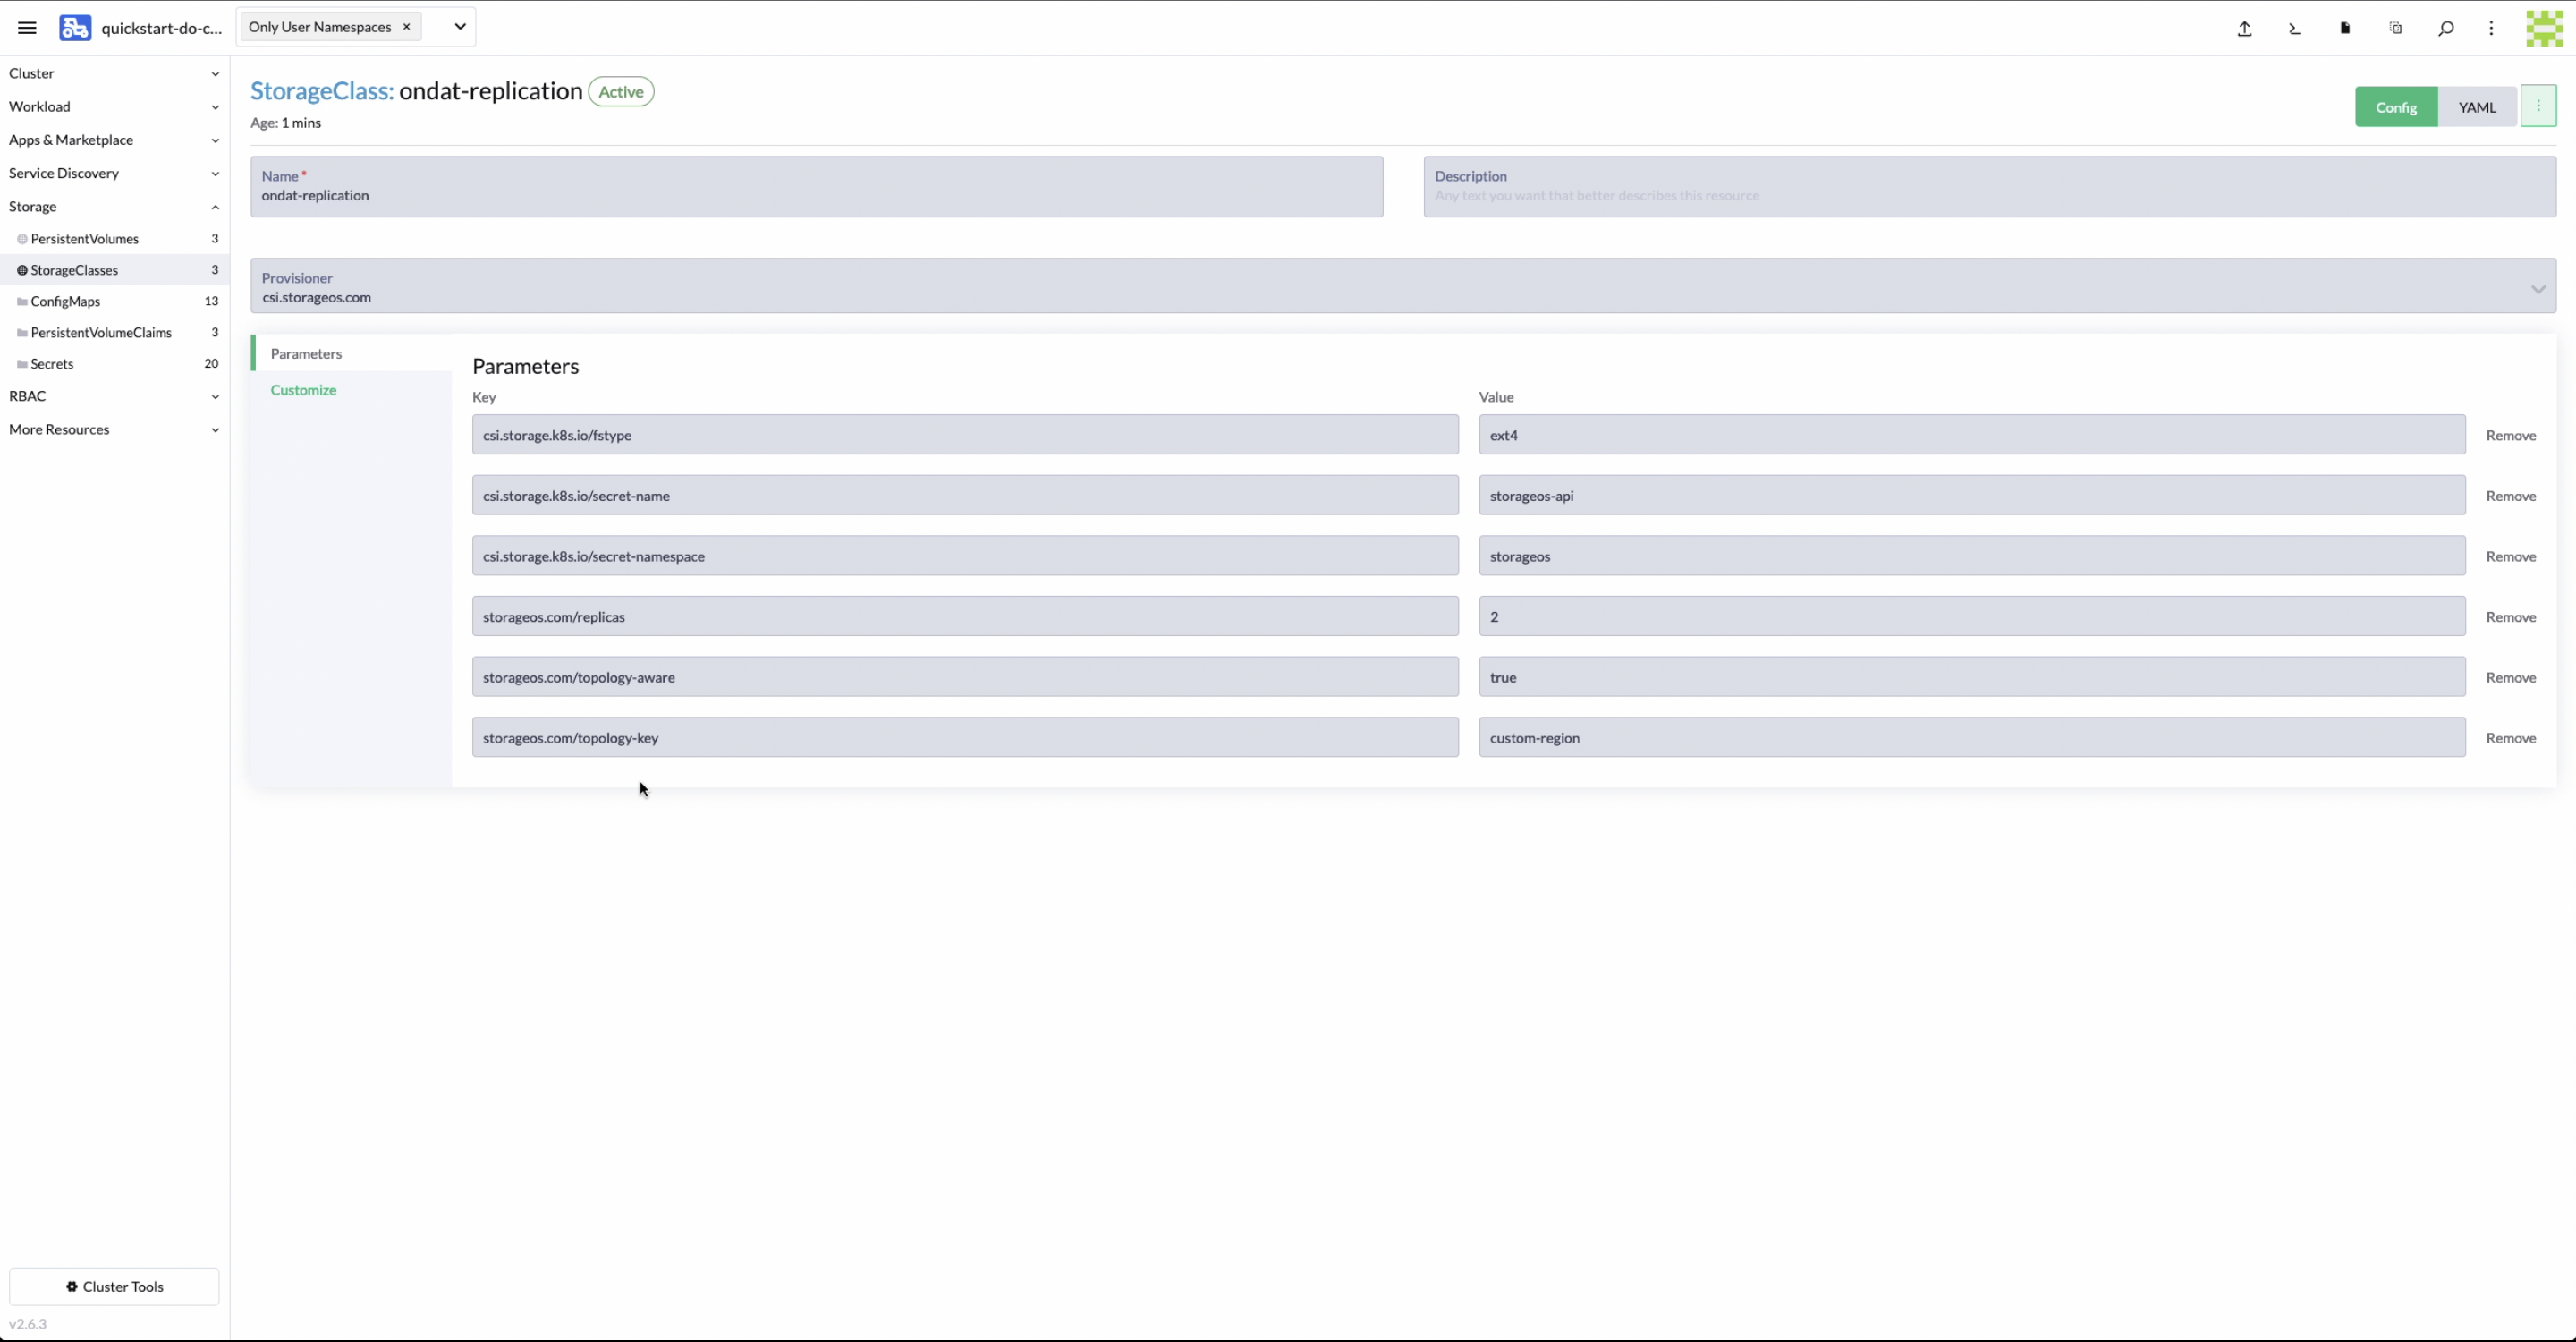 quickstart-do-c...
Only User Namespaces ×
Cluster
Workload
Apps & Marketplace
Service Discovery
Storage
PersistentVolumes 3
StorageClasses 3
ConfigMaps 13
PersistentVolumeClaims 3
Secrets 20
RBAC
More Resources
Cluster Tools
v2.6.3
StorageClass: ondat-replication Active
Age: 1 mins
Config YAML
Name *
ondat-replication
Description
Any text you want that better describes this resource
Provisioner
csi.storageos.com
Parameters
Customize
Parameters
Key Value
csi.storage.k8s.io/fstype ext4 Remove
csi.storage.k8s.io/secret-name storageos-api Remove
csi.storage.k8s.io/secret-namespace storageos Remove
storageos.com/replicas 2 Remove
storageos.com/topology-aware true Remove
storageos.com/topology-key custom-region Remove